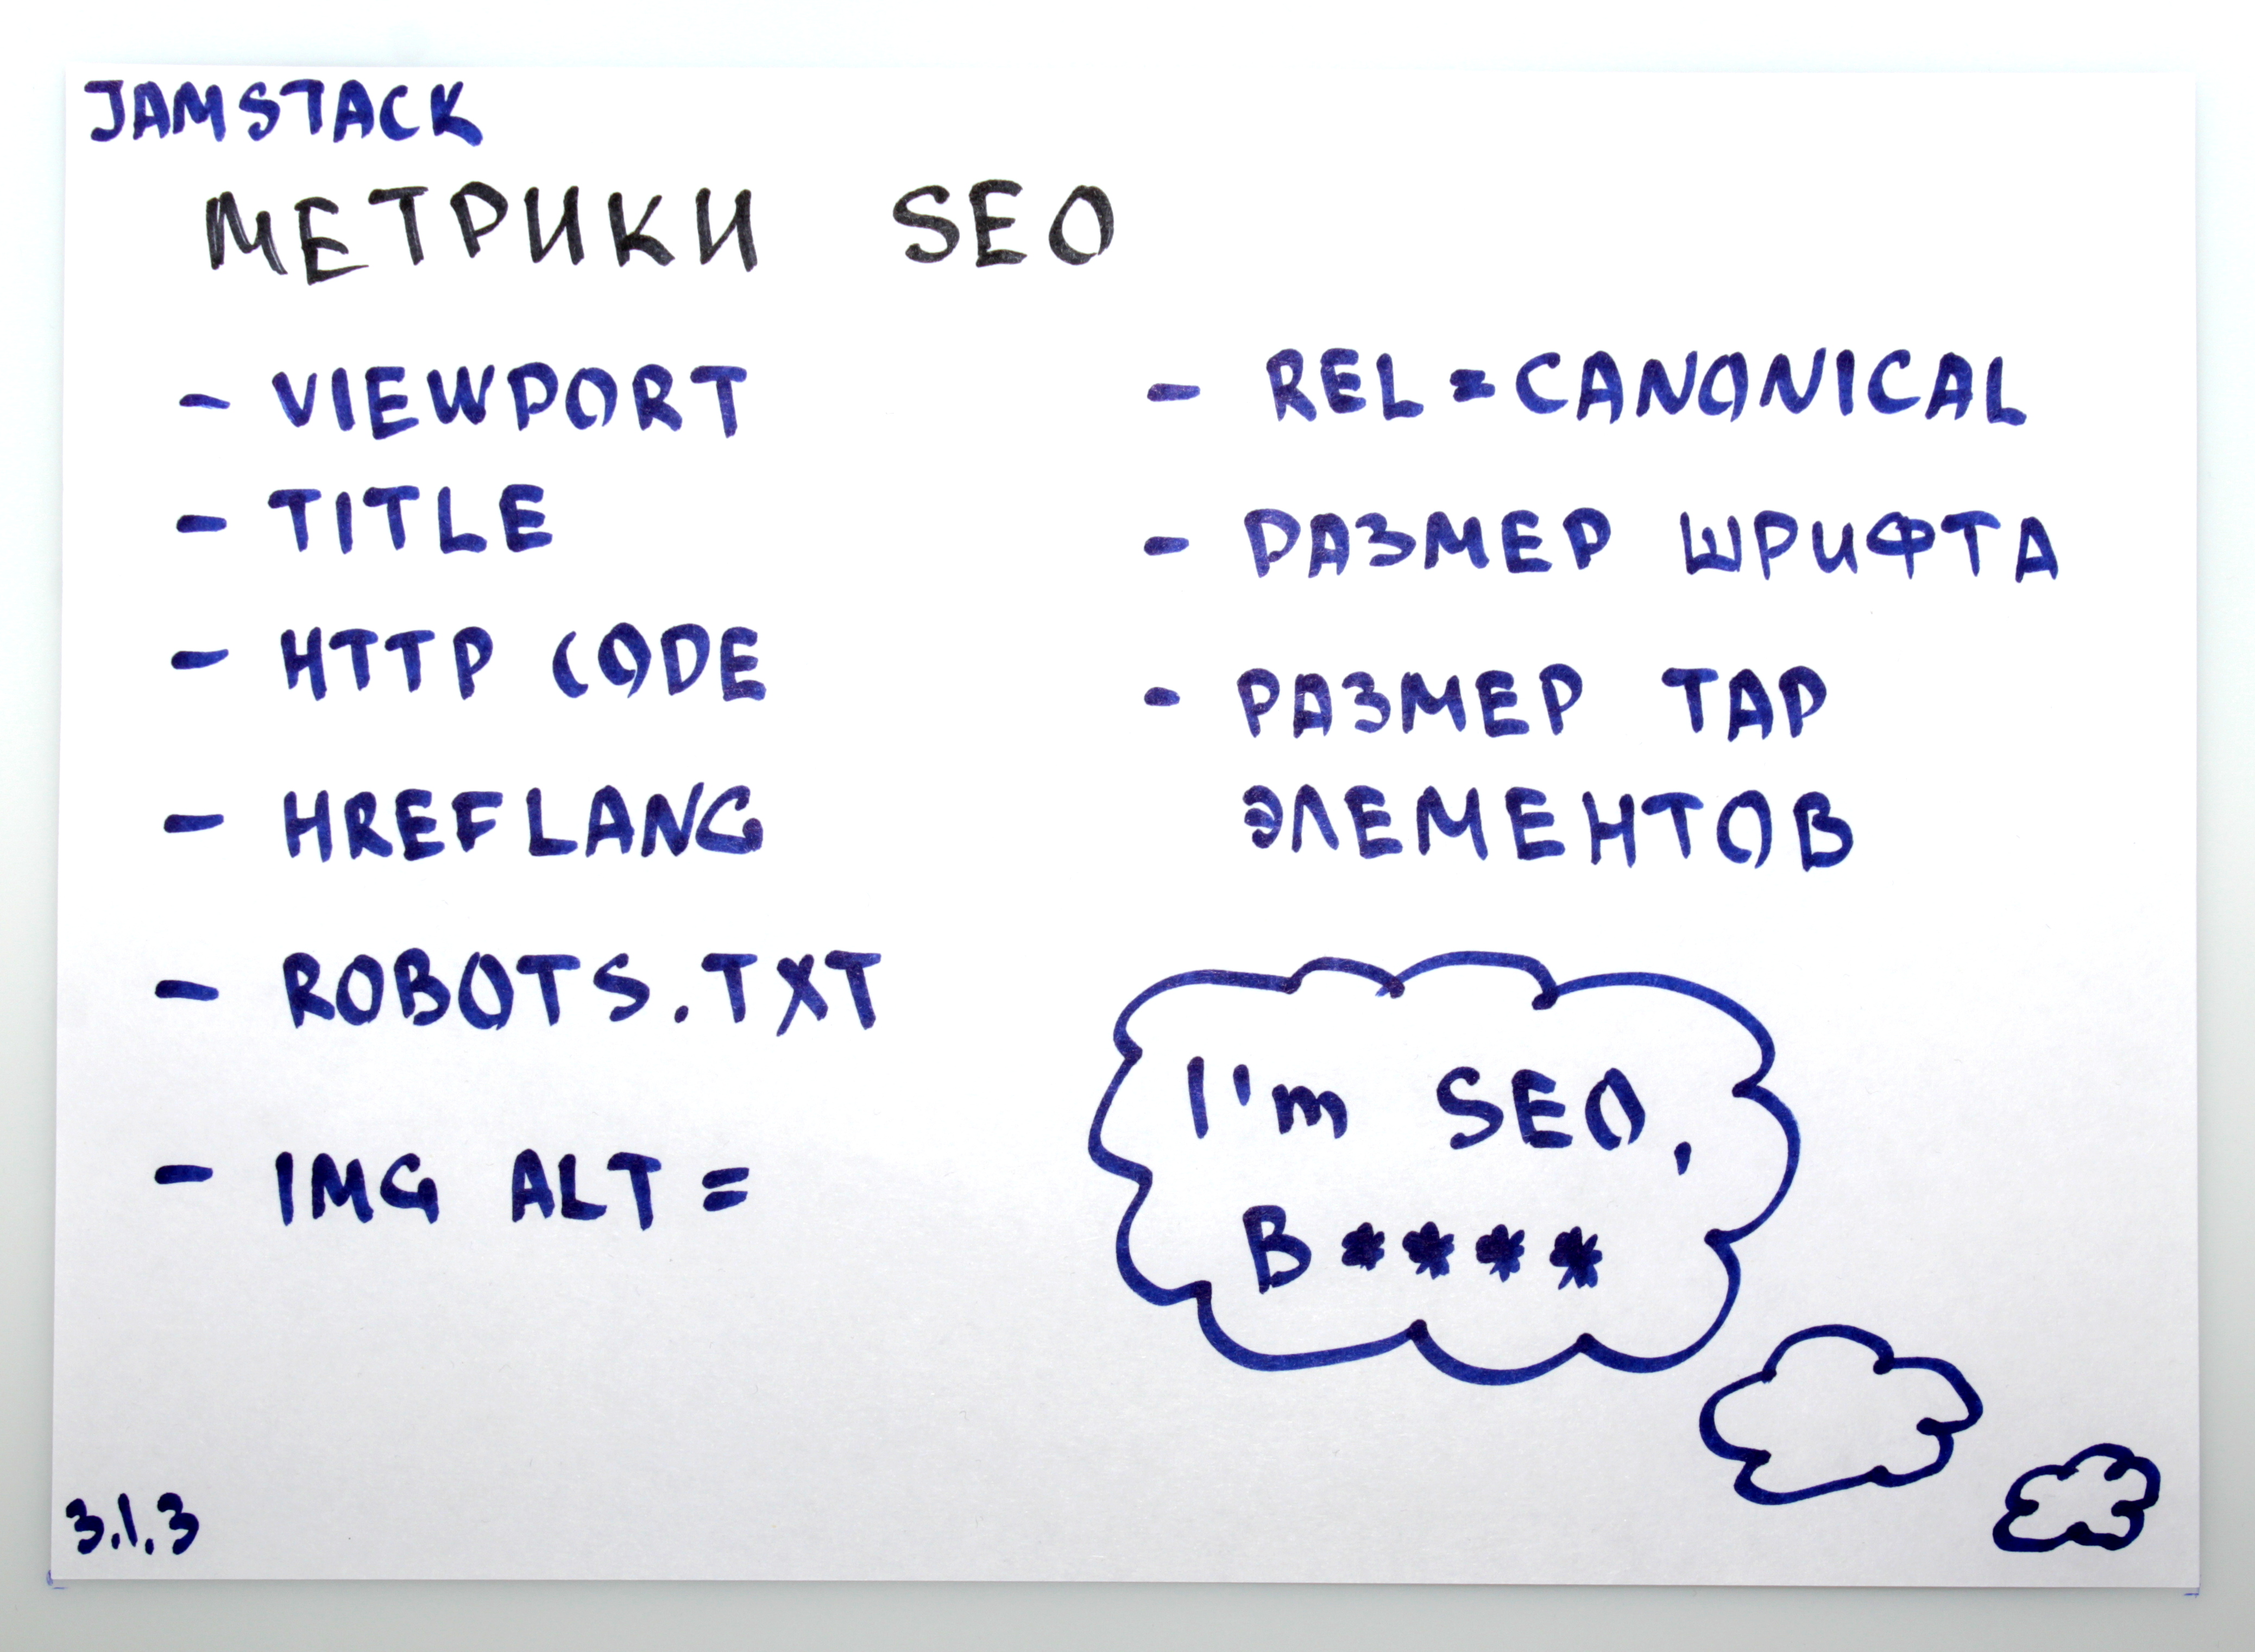 JAMSTACK
МЕТРИКИ SEO
- VIEWPORT
- TITLE
- HTTP CODE
- HREFLANG
- ROBOTS.TXT
- IMG ALT =
- REL=CANONICAL
- РАЗМЕР ШРИФТА
- РАЗМЕР TAP
ЭЛЕМЕНТОВ
I'm SEO,
B****
3.1.3